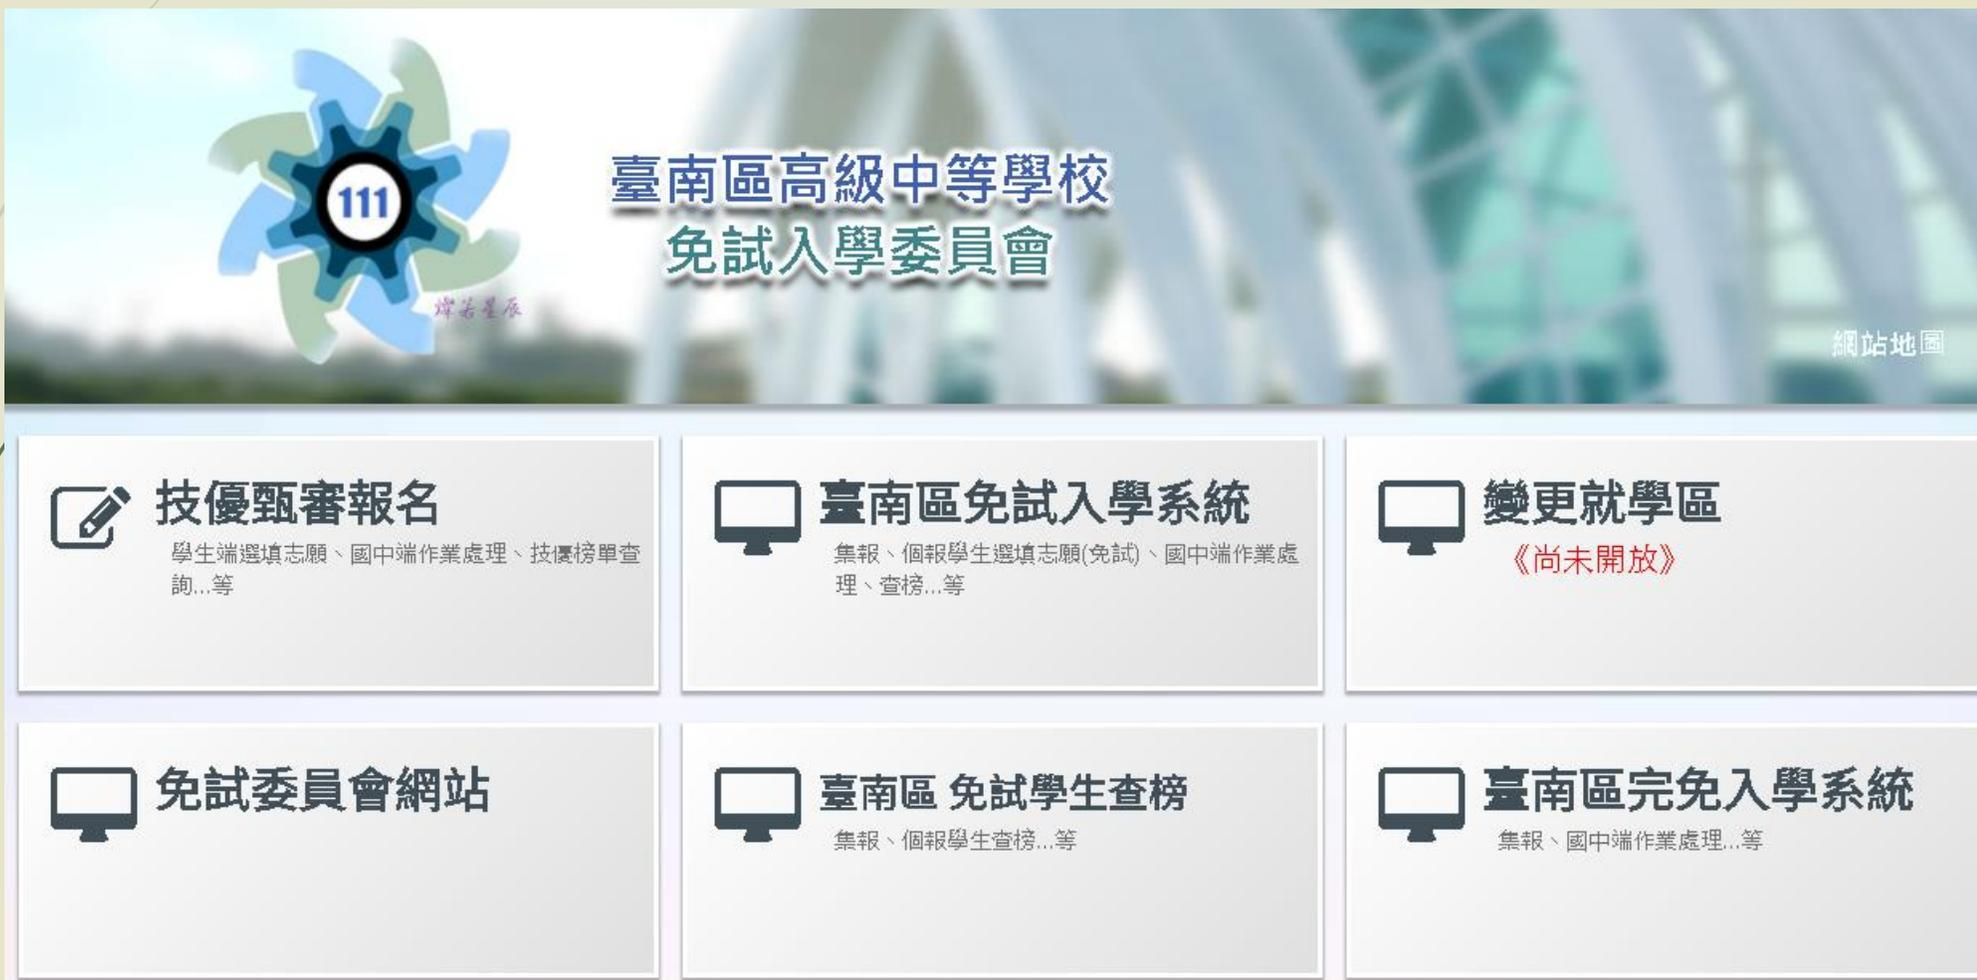 111
燦若星辰
臺南區高級中等學校
免試入學委員會
網站地圖
技優甄審報名
學生端選填志願、國中端作業處理、技優榜單查
詢...等
臺南區免試入學系統
集報、個報學生選填志願(免試)、國中端作業處
理、查榜...等
變更就學區
《尚未開放》
免試委員會網站
臺南區 免試學生查榜
集報、個報學生查榜...等
臺南區完免入學系統
集報、國中端作業處理...等